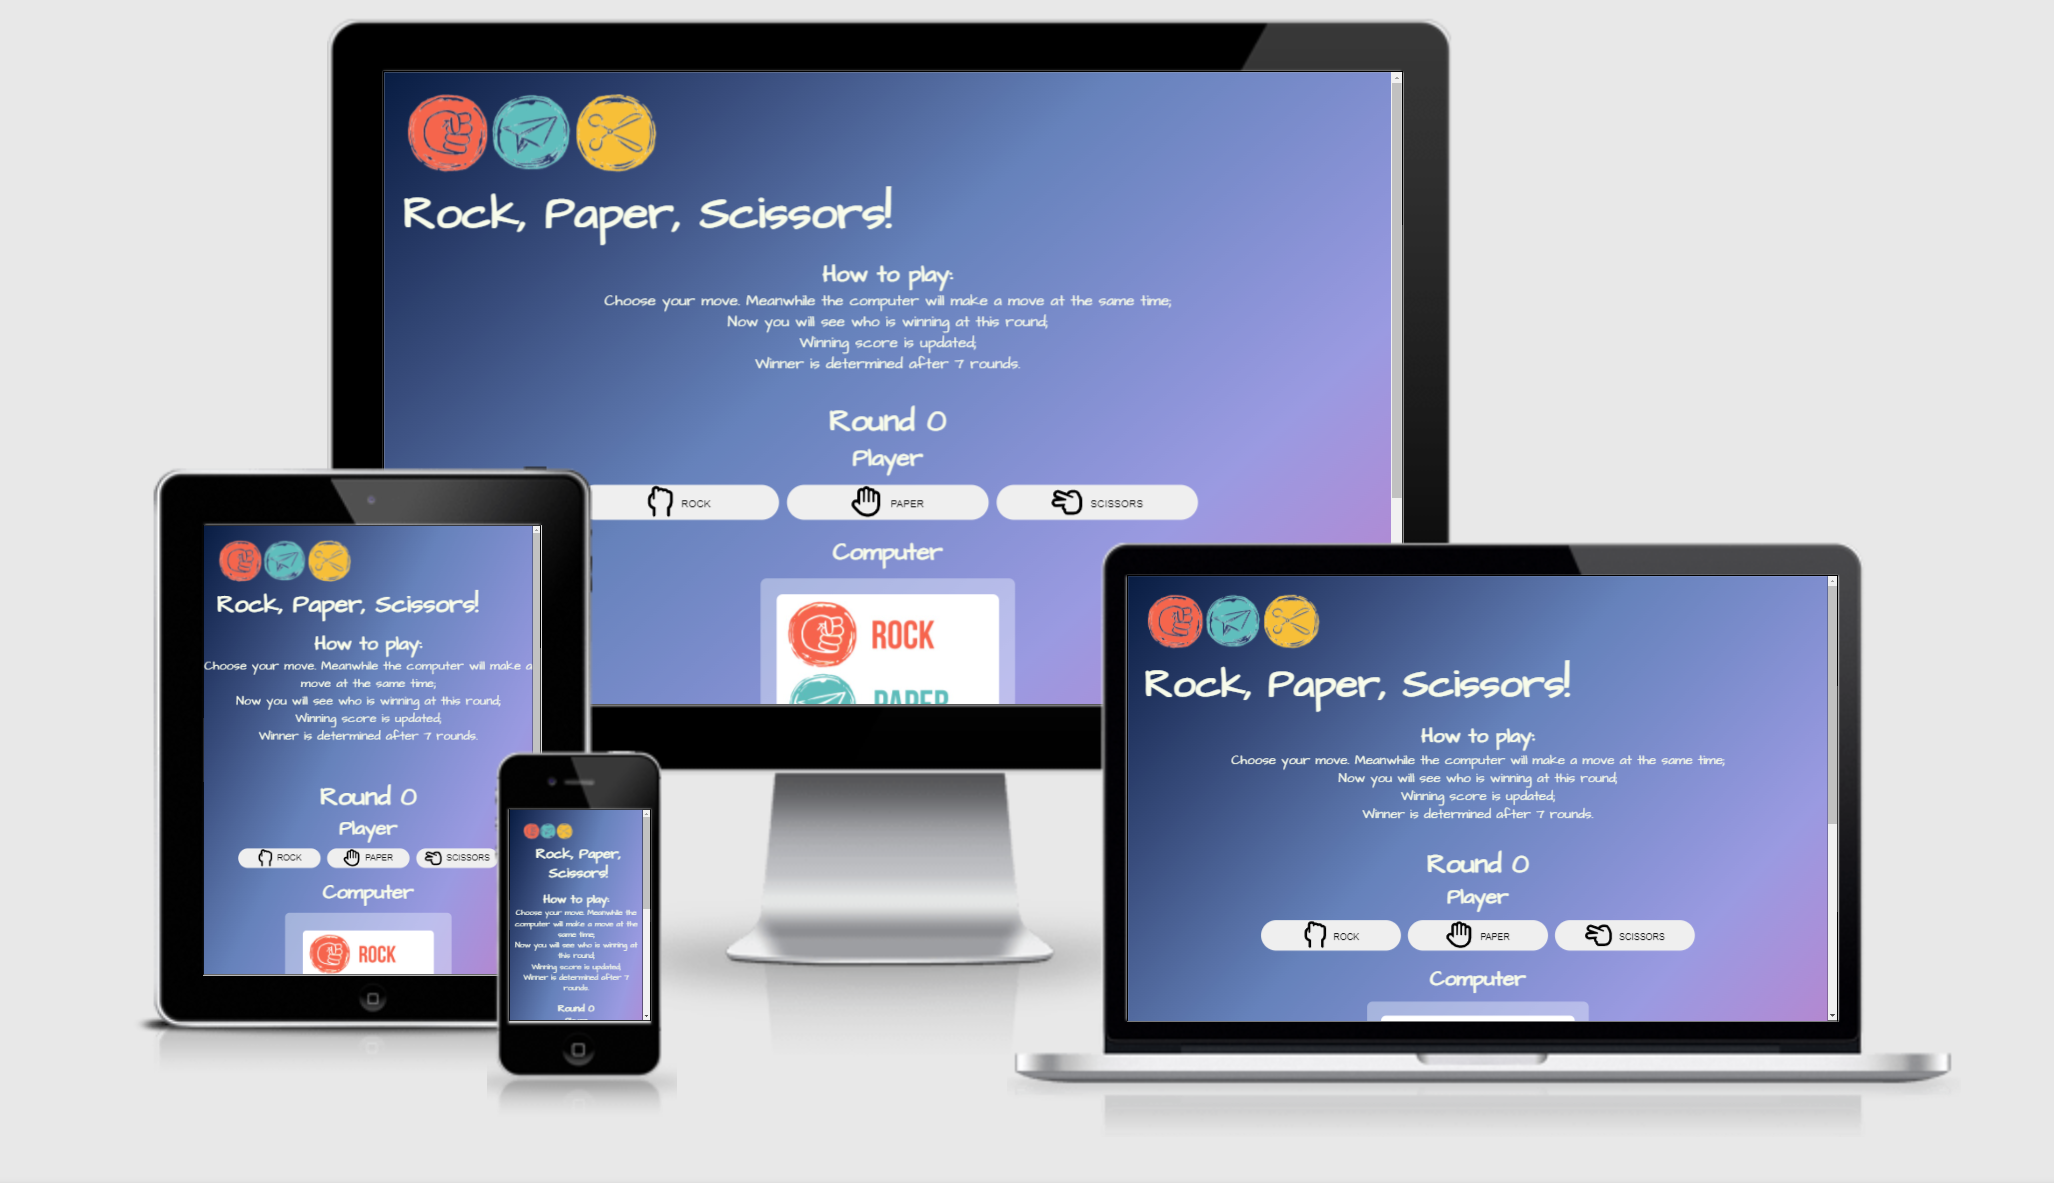 Rock, Paper, Scissors!
How to play:
Choose your move. Meanwhile the computer will make a move at the same time;
Now you will see who is winning at this round;
Winning score is updated;
Winner is determined after 7 rounds.
Round 0
Player
ROCK PAPER SCISSORS
Computer
ROCK
PAPER
Rock, Paper, Scissors!
How to play:
Choose your move. Meanwhile the computer will make a
move at the same time;
Now you will see who is winning at this round;
Winning score is updated;
Winner is determined after 7 rounds.
Round 0
Player
ROCK PAPER SCISSORS
Computer
ROCK
Rock, Paper,
Scissors!
How to play:
Choose your move. Meanwhile the
computer will make a move at the
same time;
Now you will see who is winning at
this round;
Winning score is updated;
Winner is determined after 7
rounds.
Round 0
Rock, Paper, Scissors!
How to play:
Choose your move. Meanwhile the computer will make a move at the same time;
Now you will see who is winning at this round;
Winning score is updated;
Winner is determined after 7 rounds.
Round 0
Player
ROCK PAPER SCISSORS
Computer